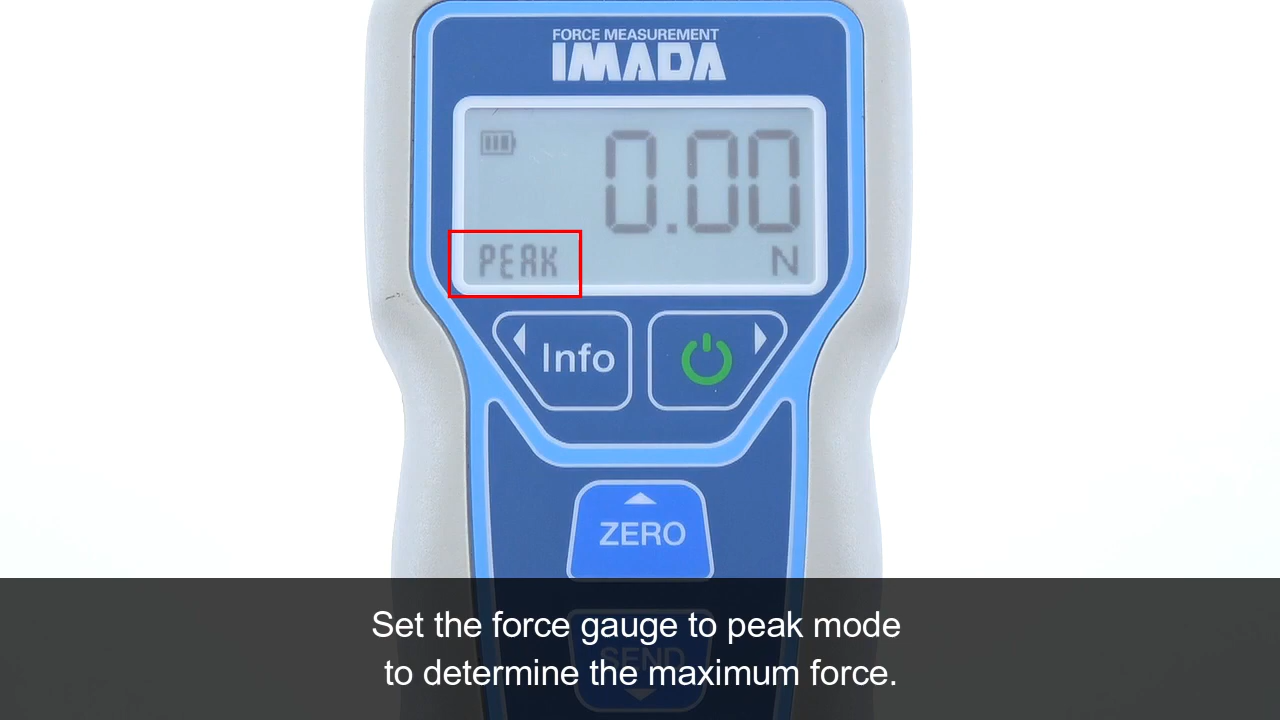 FORCE MEASUREMENT
IMADA
0.00
PEAK
N
Info
ZERO
SEND
Set the force gauge to peak mode
to determine the maximum force.